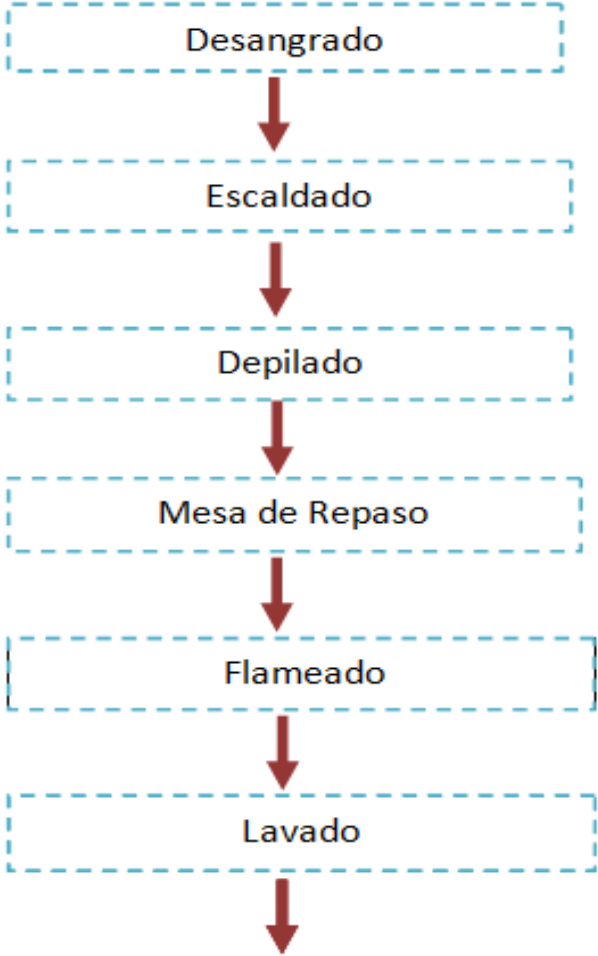 Desangrado
Escaldado
Depilado
Mesa de Repaso
Flameado
Lavado